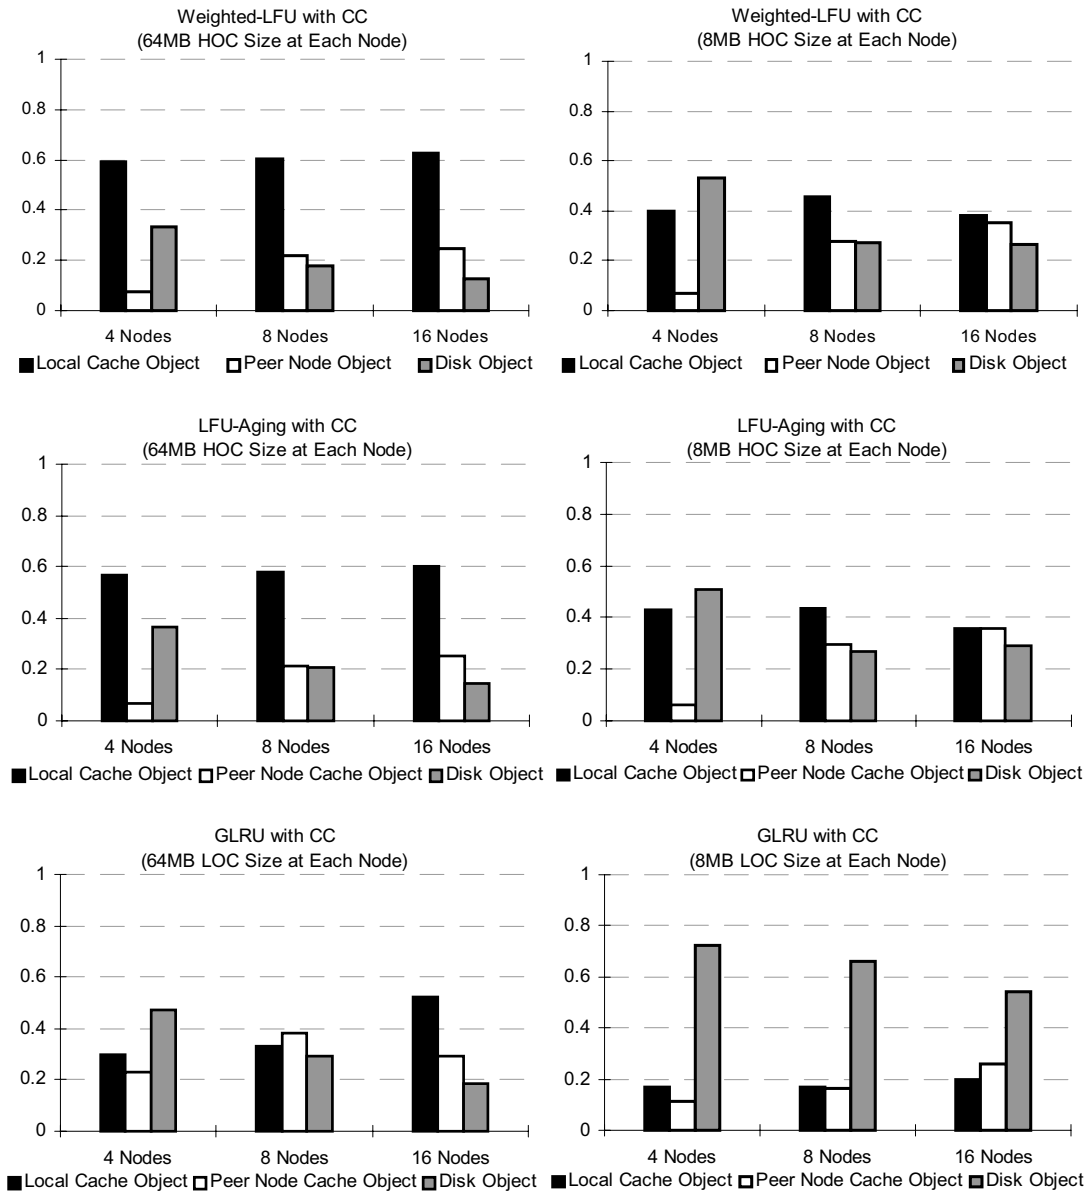 Weighted-LFU with CC
(64MB HOC Size at Each Node)
1
0.8
0.6
0.4
0.2
0
4 Nodes 8 Nodes 16 Nodes
Local Cache Object Peer Node Object Disk Object
Weighted-LFU with CC
(8MB HOC Size at Each Node)
1
0.8
0.6
0.4
0.2
0
4 Nodes 8 Nodes 16 Nodes
Local Cache Object Peer Node Object Disk Object
LFU-Aging with CC
(64MB HOC Size at Each Node)
1
0.8
0.6
0.4
0.2
0
4 Nodes 8 Nodes 16 Nodes
Local Cache Object Peer Node Cache Object Disk Object
LFU-Aging with CC
(8MB HOC Size at Each Node)
1
0.8
0.6
0.4
0.2
0
4 Nodes 8 Nodes 16 Nodes
Local Cache Object Peer Node Cache Object Disk Object
GLRU with CC
(64MB LOC Size at Each Node)
1
0.8
0.6
0.4
0.2
0
4 Nodes 8 Nodes 16 Nodes
Local Cache Object Peer Node Cache Object Disk Object
GLRU with CC
(8MB LOC Size at Each Node)
1
0.8
0.6
0.4
0.2
0
4 Nodes 8 Nodes 16 Nodes
Local Cache Object Peer Node Cache Object Disk Object